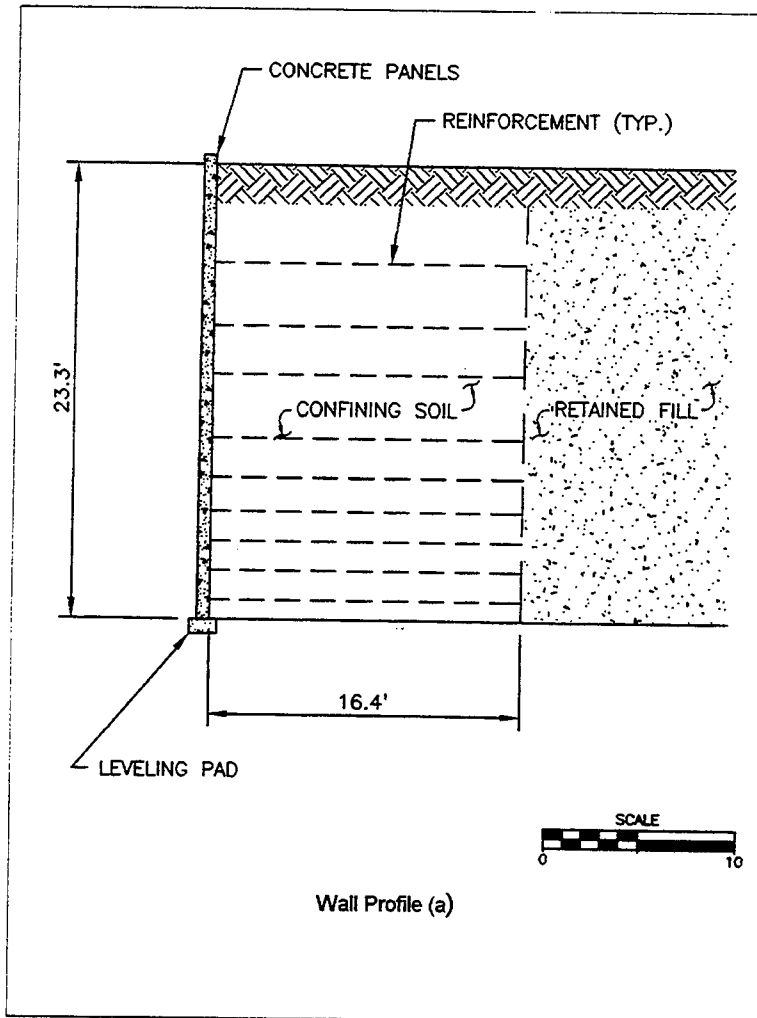 CONCRETE PANELS
REINFORCEMENT (TYP.)
23.3'
CONFINING SOIL
RETAINED FILL
16.4'
LEVELING PAD
SCALE
0 10
Wall Profile (a)